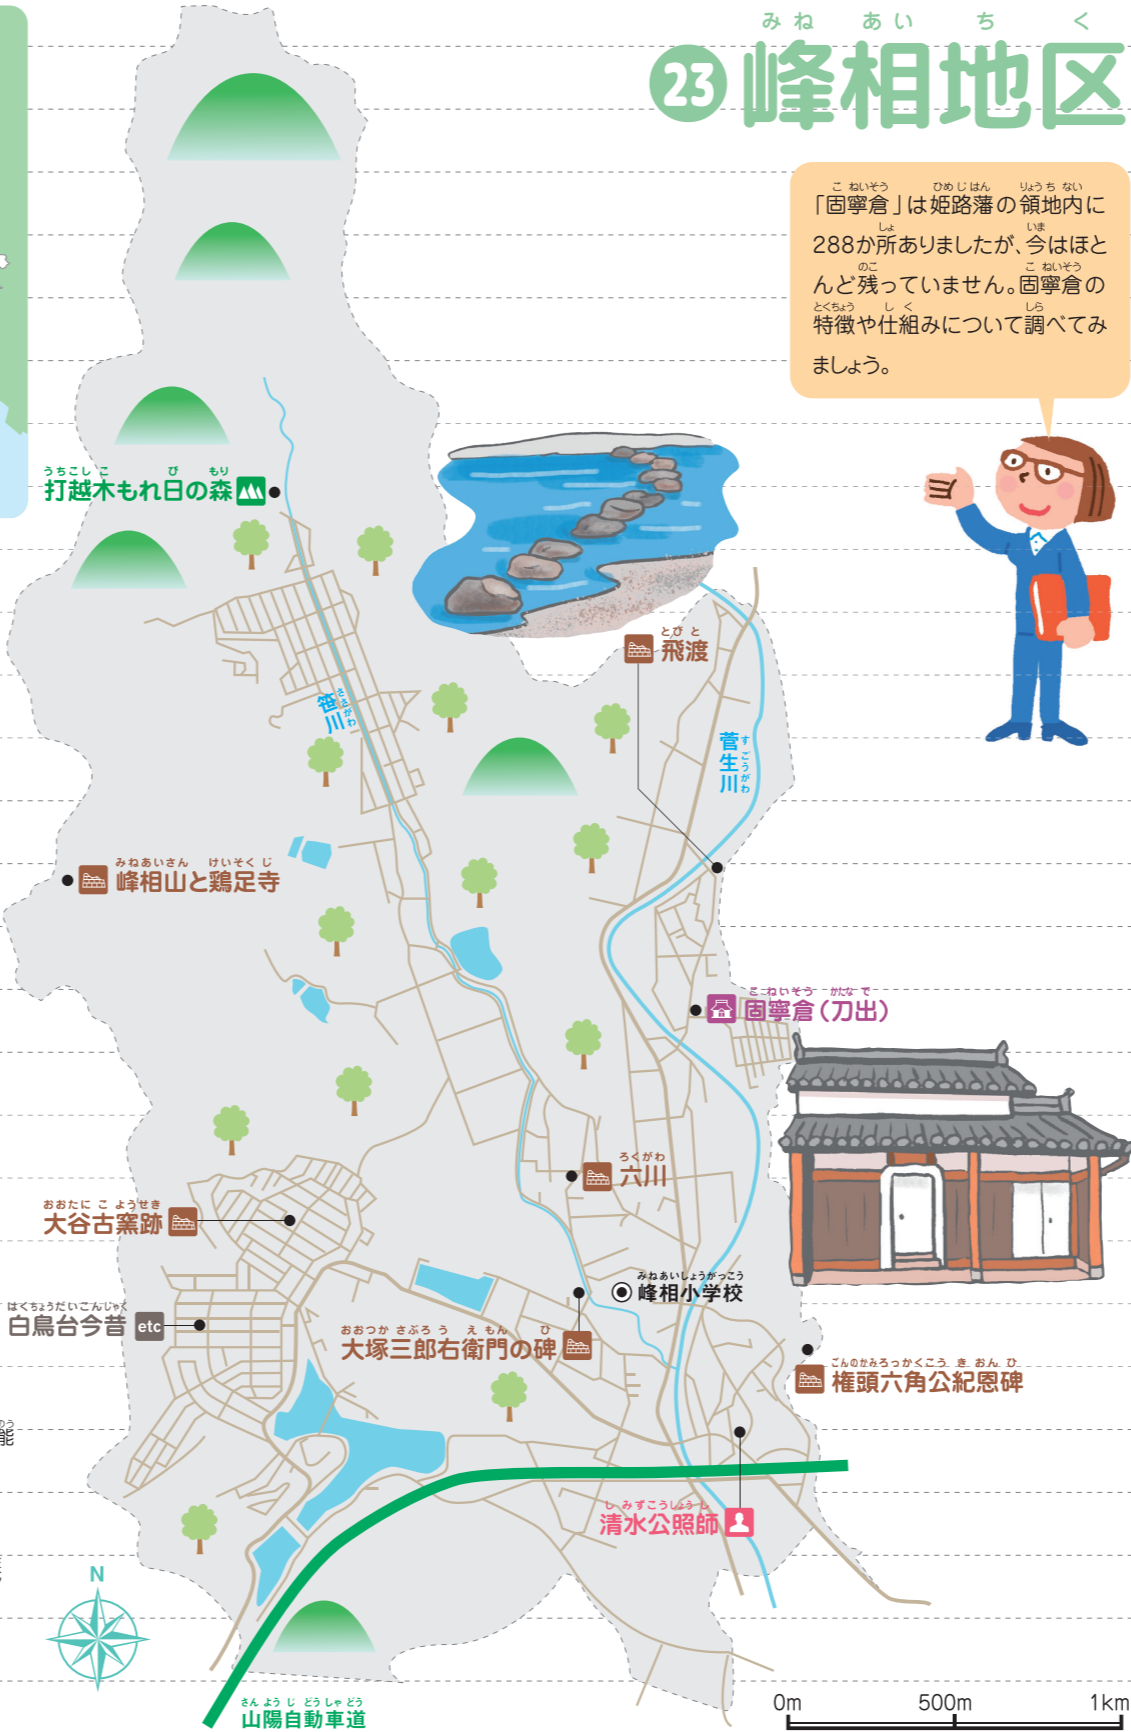 みねあいちく
23 峰相地区
こねいそう ひめじはん りょうちない
「固寧倉」は姫路藩の領地内に
しょ いま
288か所ありましたが、今はほと
のこ こねいそう
んど残っていません。固寧倉の
とくちょう しく しら
特徴や仕組みについて調べてみ
ましょう。
うちこしこ び もり
打越木もれ日の森
とびと
飛渡
ささがわ
笹川
すごうがわ
菅生川
みねあいさん けいそくじ
峰相山と鶏足寺
こねいそう かたなで
固寧倉(刀出)
ろくがわ
六川
おおたにこようせき
大谷古窯跡
みねあいしょうがっこう
峰相小学校
はくちょうだいこんじゃく
白鳥台今昔 etc
おおつかさぶろうえもん ひ
大塚三郎右衛門の碑
ごんのかみろっかくこうきおんひ
権頭六角公紀恩碑
のう
能
しみずこうしょうし
清水公照師
N
さんようじどうしゃどう
山陽自動車道
0m 500m 1km